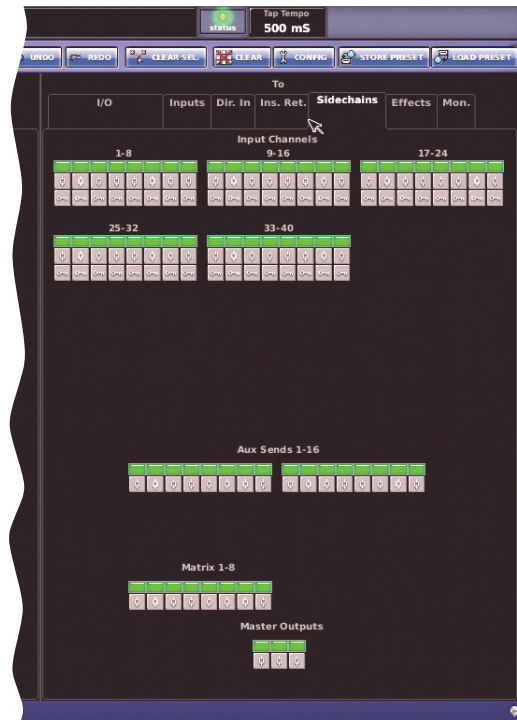 Tap Tempo
status
500 mS
UNDO
REDO
CLEAR SEL.
CLEAR
CONFIG
STORE PRESET
LOAD PRESET
To
I/O
Inputs
Dir. In
Ins. Ret.
Sidechains
Effects
Mon.
Input Channels
1-8
9-16
17-24
25-32
33-40
Aux Sends 1-16
Matrix 1-8
Master Outputs